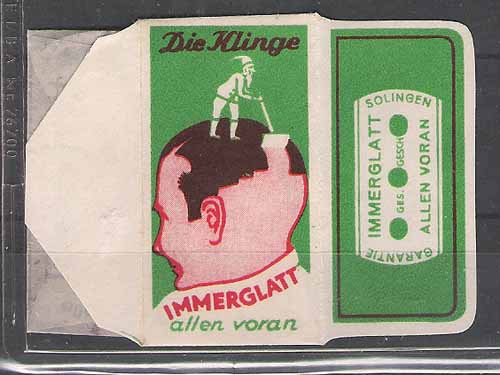 Die Klinge
IMMERGLATT
allen voran
SOLINGEN
IMMERGLATT
GES. GESCH
ALLEN VORAN
GARANTIE